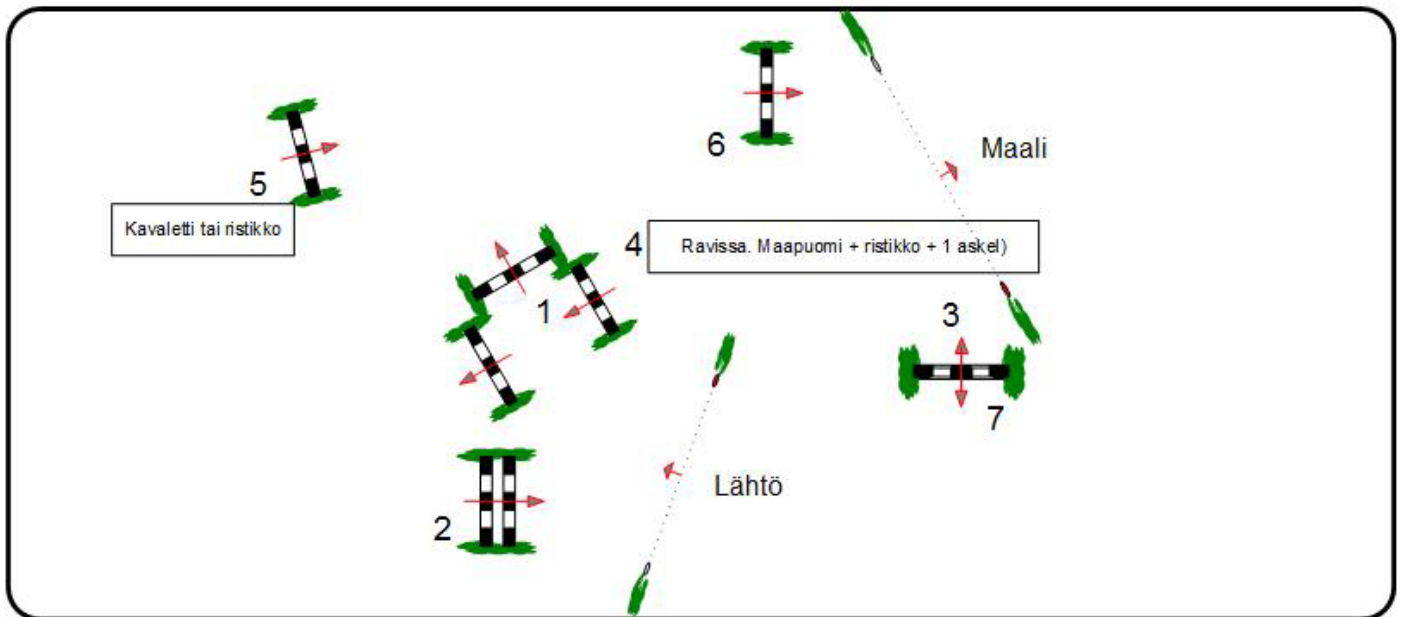 6
Maali
5
Kavaletti tai ristikko
4
Ravissa. Maapuomi + ristikko + 1 askel)
1
3
7
Lähtö
2